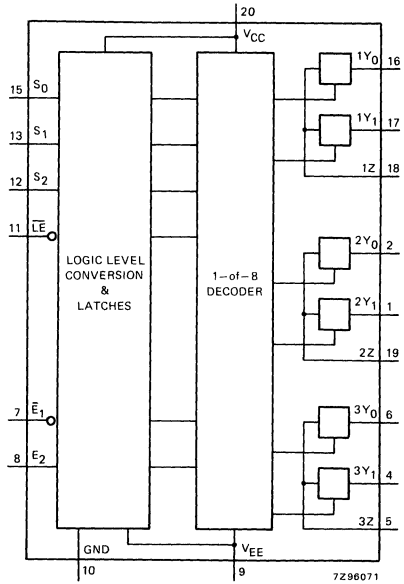 20
VCC
15 S0
13 S1
12 S2
11 LE
LOGIC LEVEL
CONVERSION
&
LATCHES
1–of–8
DECODER
1Y0 16
1Y1 17
1Z 18
2Y0 2
2Y1 1
2Z 19
7 E1
8 E2
3Y0 6
3Y1 4
3Z 5
GND
10
VEE
9
7Z96071